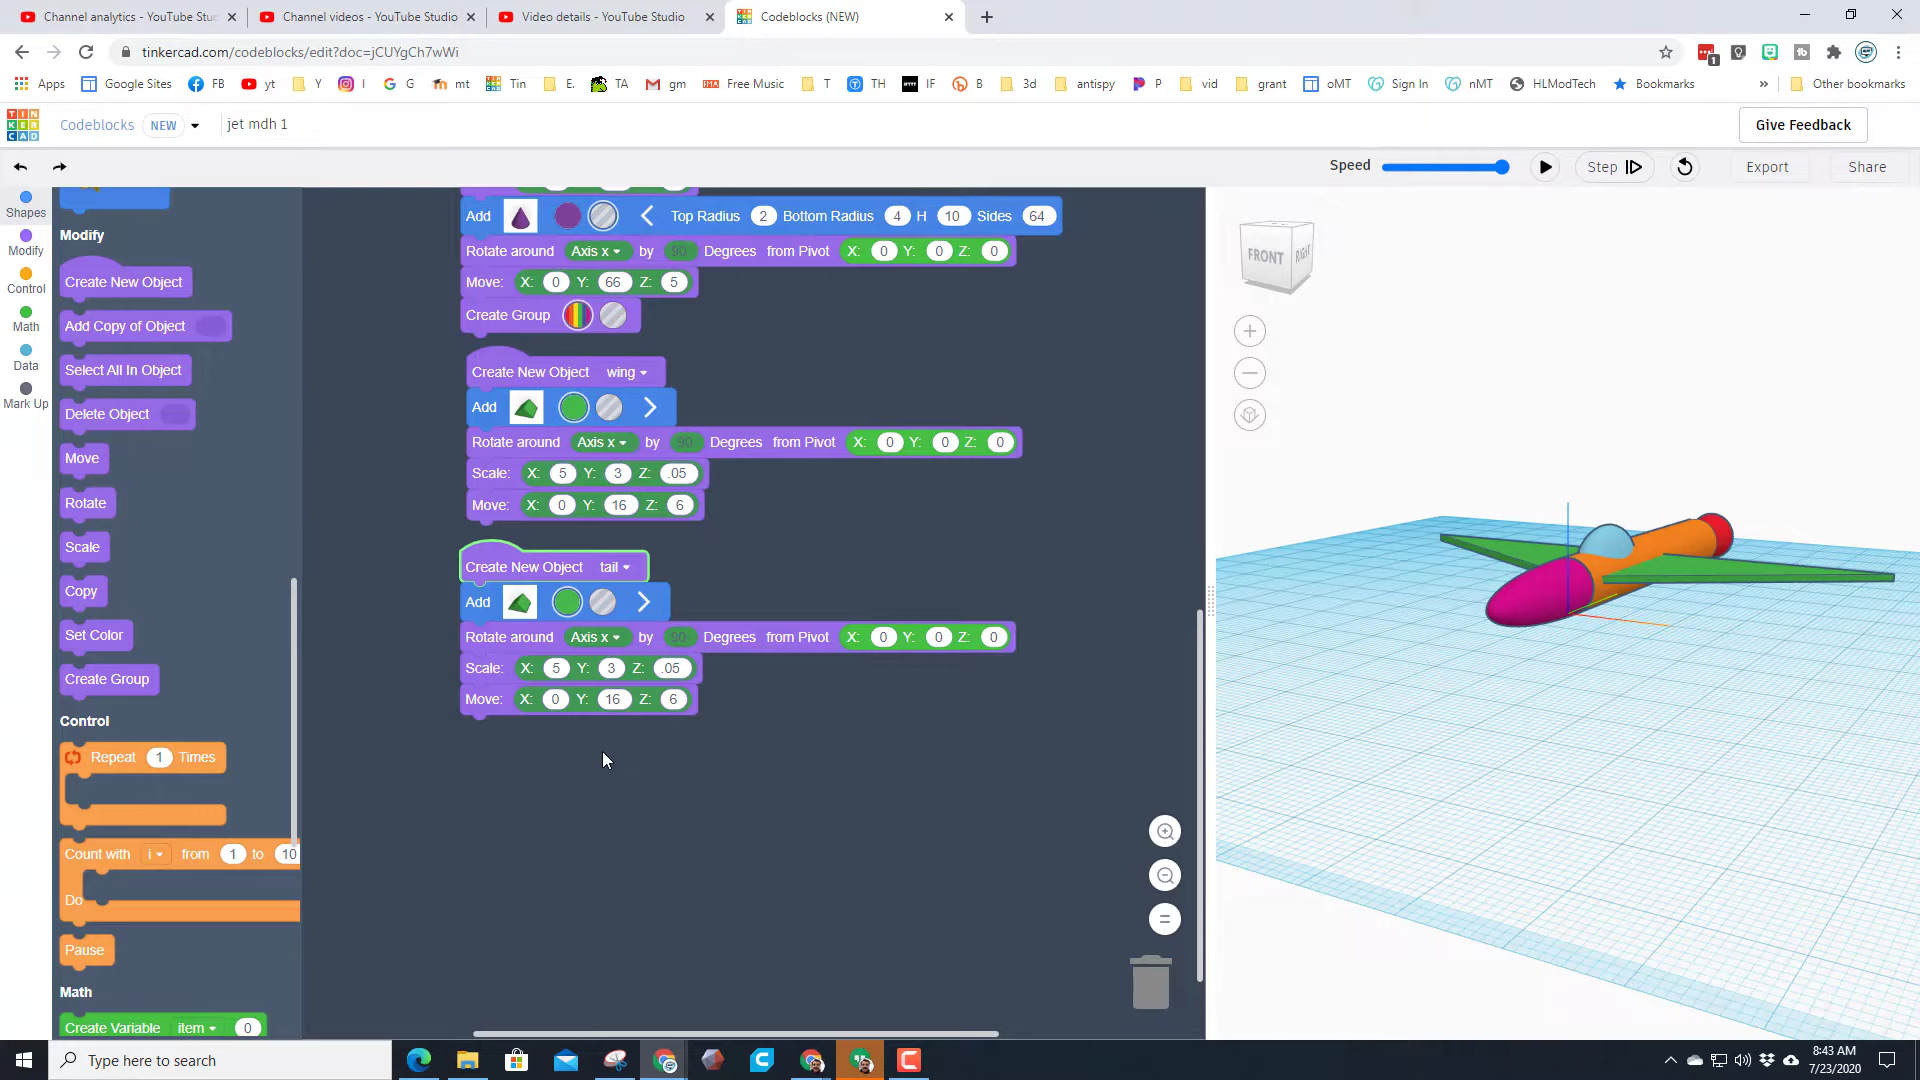 Channel analytics - YouTube Stu
Channel videos - YouTube Studio
Video details - YouTube Studio
Codeblocks (NEW)
tinkercad.com/codeblocks/edit?doc=jCUYgCh7wWi
1
Apps Google Sites FB yt Y I G mt Tin E. TA gm Free Music T TH IF B 3d antispy P vid grant oMT Sign In nMT HLModTech Bookmarks » Other bookmarks
TIN KER CAD Codeblocks NEW jet mdh 1 Give Feedback
Speed Step Export Share
Shapes
Modify
Control
Math
Data
Mark Up
Modify
Create New Object
Add Copy of Object
Select All In Object
Delete Object
Move
Rotate
Scale
Copy
Set Color
Create Group
Control
Repeat 1 Times
Count with i from 1 to 10
Do
Pause
Math
Create Variable item 0
Add Top Radius 2 Bottom Radius 4 H 10 Sides 64
Rotate around Axis x by 90 Degrees from Pivot X: 0 Y: 0 Z: 0
Move: X: 0 Y: 66 Z: 5
Create Group
Create New Object wing
Add
Rotate around Axis x by 90 Degrees from Pivot X: 0 Y: 0 Z: 0
Scale: X: 5 Y: 3 Z: .05
Move: X: 0 Y: 16 Z: 6
Create New Object tail
Add
Rotate around Axis x by 90 Degrees from Pivot X: 0 Y: 0 Z: 0
Scale: X: 5 Y: 3 Z: .05
Move: X: 0 Y: 16 Z: 6
FRONT
RIGHT
Type here to search
8:43 AM
7/23/2020